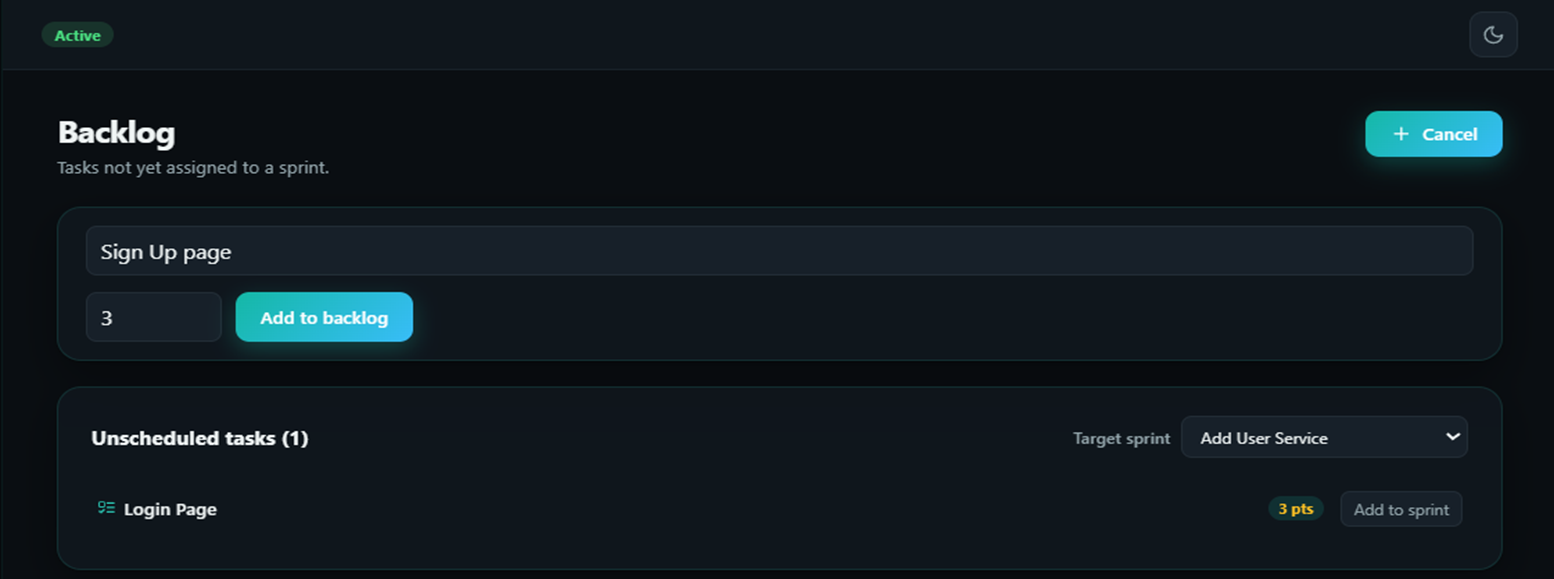 Active
Backlog
Cancel
Tasks not yet assigned to a sprint.
Sign Up page
3
Add to backlog
Unscheduled tasks (1)
Target sprint
Add User Service
Login Page
3 pts
Add to sprint